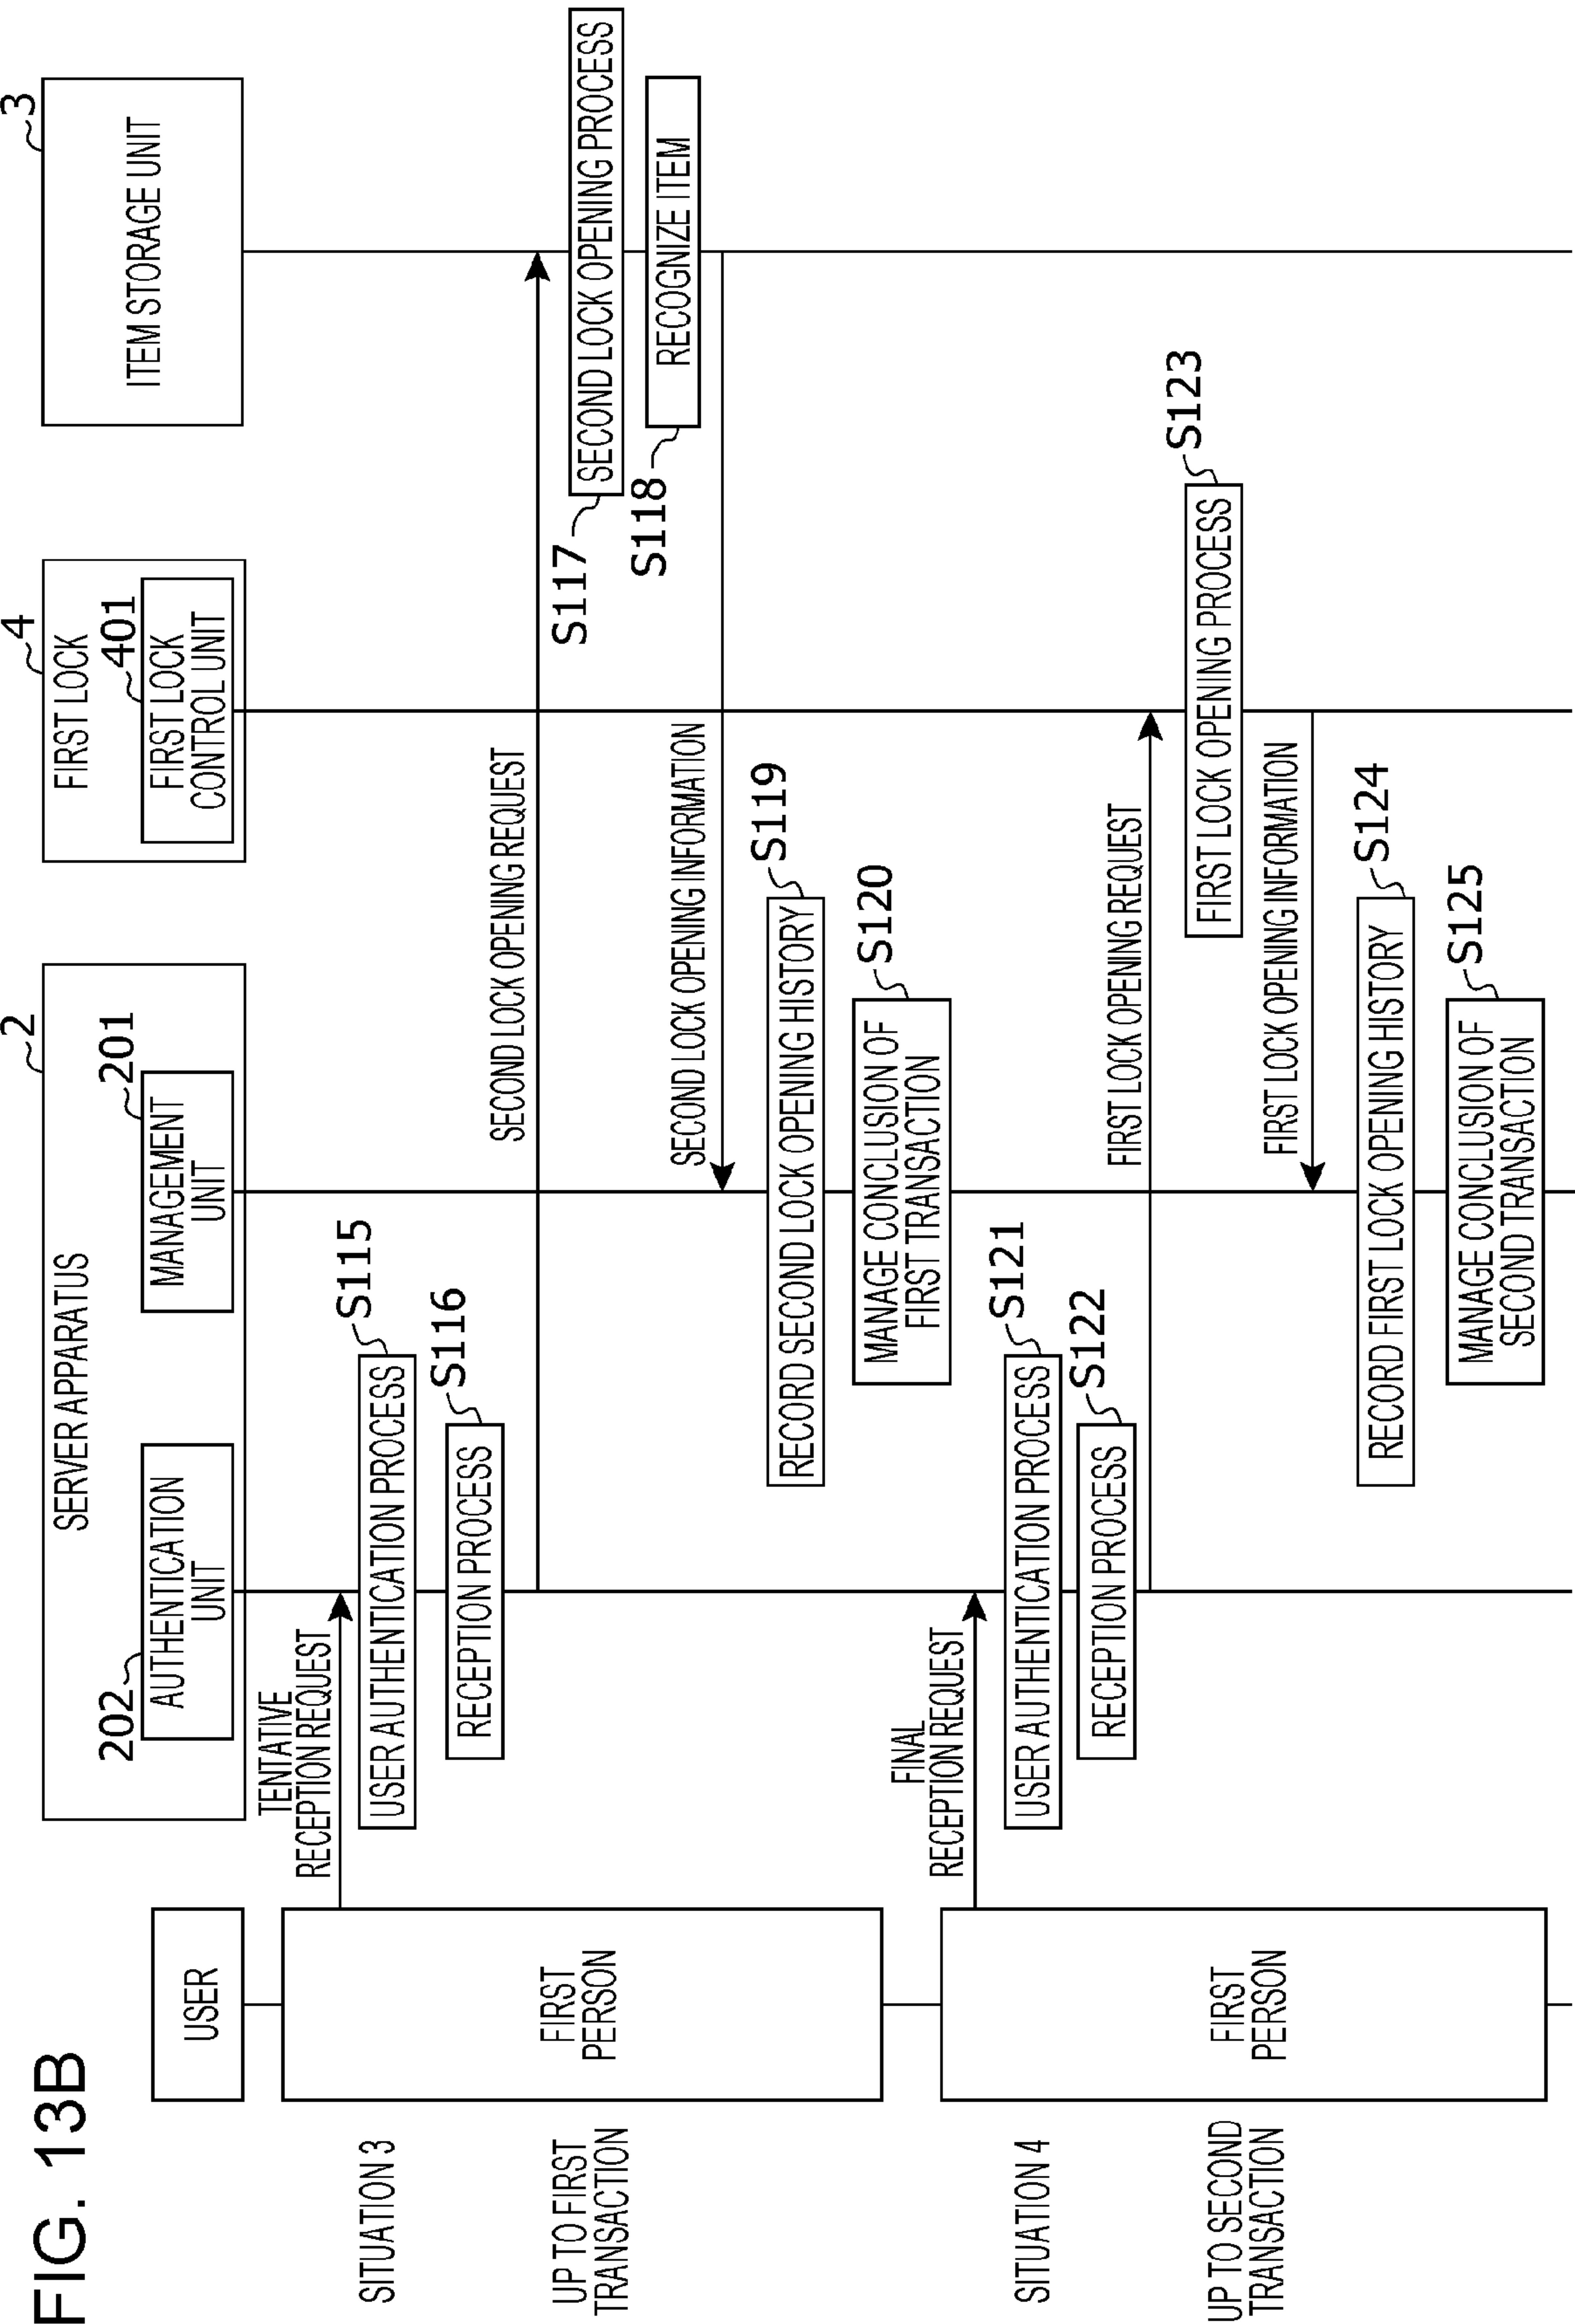 FIG. 13B
USER
2
SERVER APPARATUS
202
AUTHENTICATION
UNIT
201
MANAGEMENT
UNIT
4
FIRST LOCK
401
FIRST LOCK
CONTROL UNIT
3
ITEM STORAGE UNIT
SITUATION 3
UP TO FIRST
TRANSACTION
FIRST
PERSON
TENTATIVE
RECEPTION REQUEST
USER AUTHENTICATION PROCESS
S115
RECEPTION PROCESS
S116
SECOND LOCK OPENING REQUEST
S117
SECOND LOCK OPENING PROCESS
S118
RECOGNIZE ITEM
SECOND LOCK OPENING INFORMATION
RECORD SECOND LOCK OPENING HISTORY
S119
MANAGE CONCLUSION OF
FIRST TRANSACTION
S120
SITUATION 4
UP TO SECOND
TRANSACTION
FIRST
PERSON
FINAL
RECEPTION REQUEST
USER AUTHENTICATION PROCESS
S121
RECEPTION PROCESS
S122
FIRST LOCK OPENING REQUEST
FIRST LOCK OPENING PROCESS
S123
FIRST LOCK OPENING INFORMATION
RECORD FIRST LOCK OPENING HISTORY
S124
MANAGE CONCLUSION OF
SECOND TRANSACTION
S125